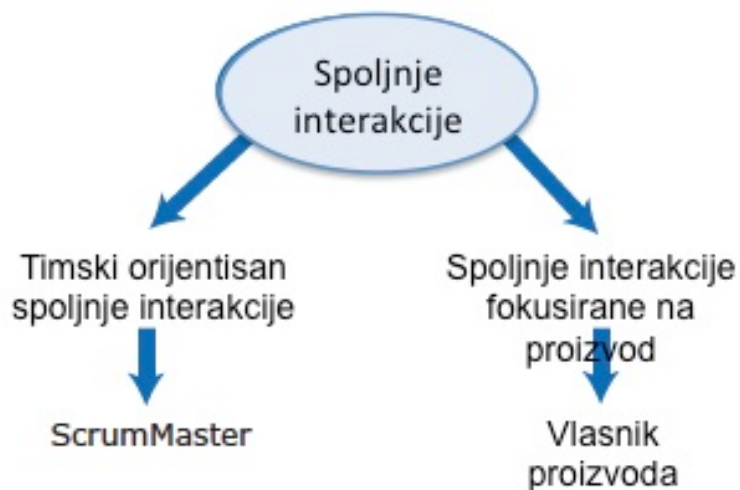 Spoljnje
interakcije
Timski orijentisan
spoljnje interakcije
Spoljnje interakcije
fokusirane na
proizvod
ScrumMaster
Vlasnik
proizvoda